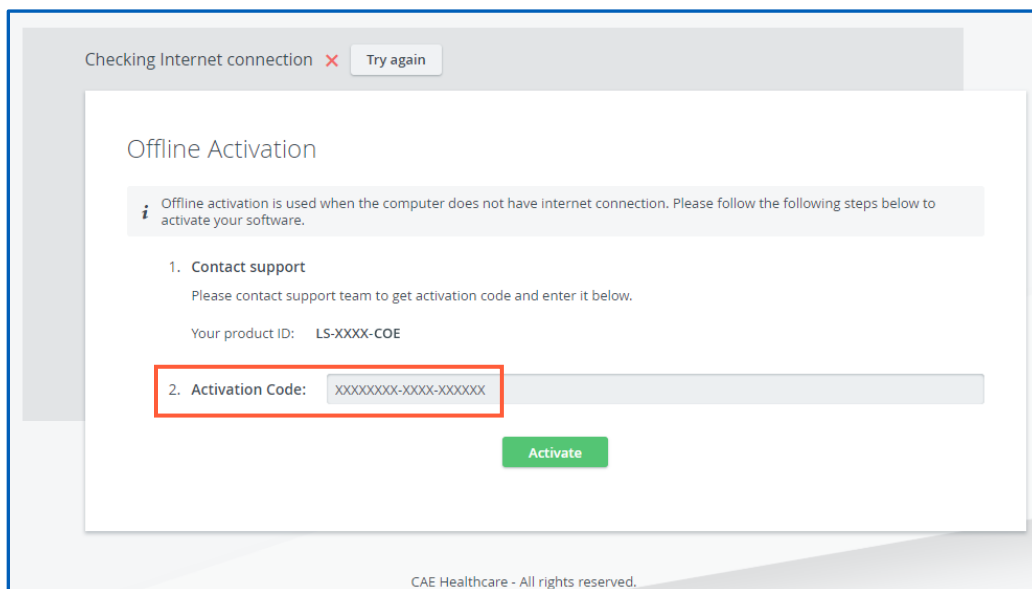 Checking Internet connection Try again
Offline Activation
i Offline activation is used when the computer does not have internet connection. Please follow the following steps below to
activate your software.
1. Contact support
Please contact support team to get activation code and enter it below.
Your product ID: LS-XXXX-COE
2. Activation Code: XXXXXXXX-XXXX-XXXXXX
Activate
CAE Healthcare - All rights reserved.